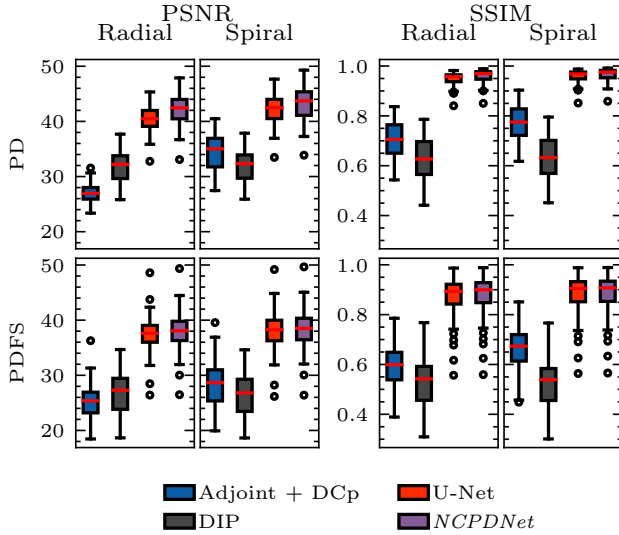 PSNR SSIM
Radial Spiral Radial Spiral
PD
50
40
30
20
1.0
0.8
0.6
0.4
PDFS
50
40
30
20
1.0
0.8
0.6
0.4
Adjoint + DCp U-Net
DIP NCPDNet